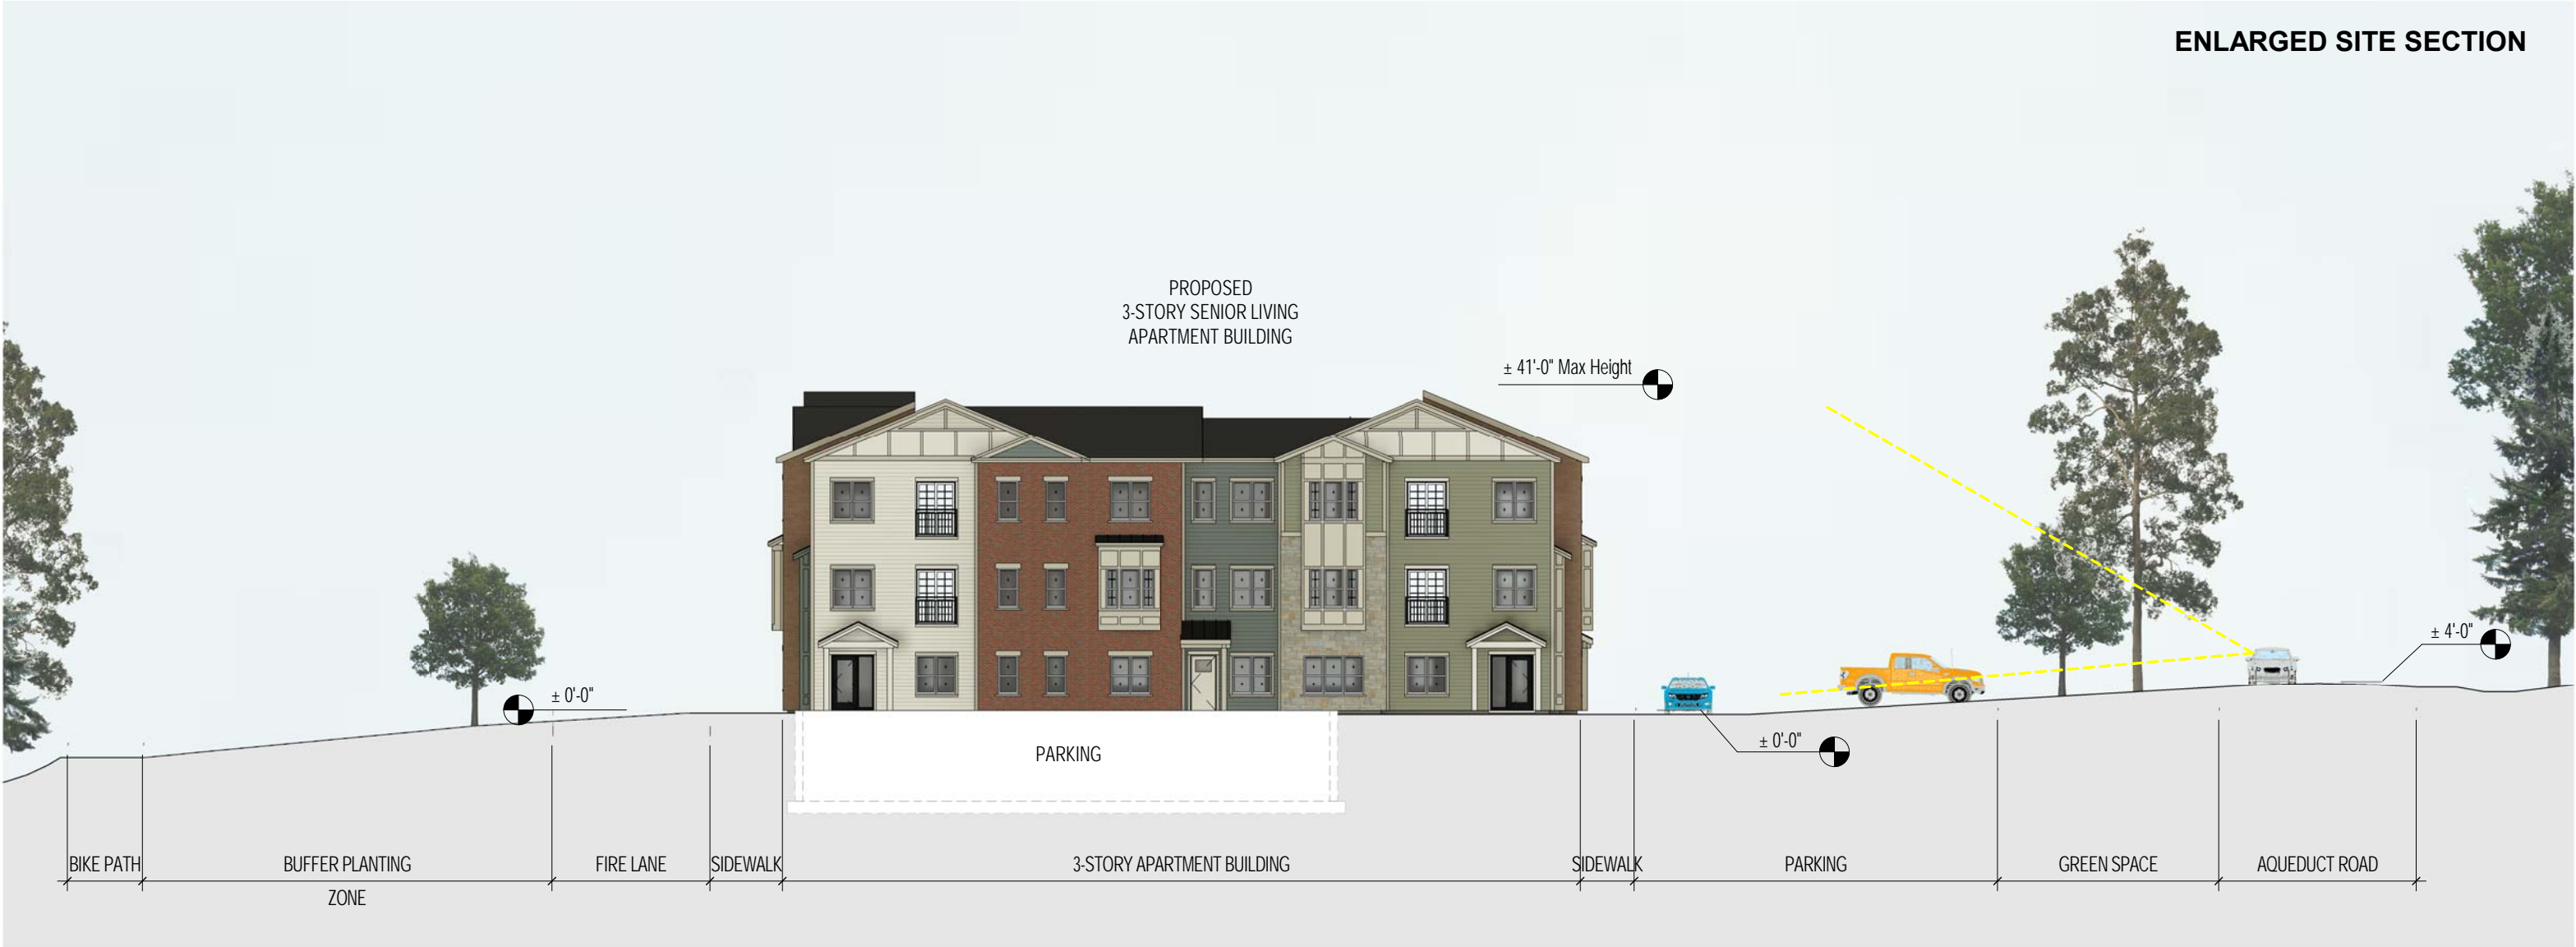 ENLARGED SITE SECTION
PROPOSED
3-STORY SENIOR LIVING
APARTMENT BUILDING
± 41'-0" Max Height
± 4'-0"
± 0'-0"
± 0'-0"
PARKING
BIKE PATH
BUFFER PLANTING
ZONE
FIRE LANE
SIDEWALK
3-STORY APARTMENT BUILDING
SIDEWALK
PARKING
GREEN SPACE
AQUEDUCT ROAD